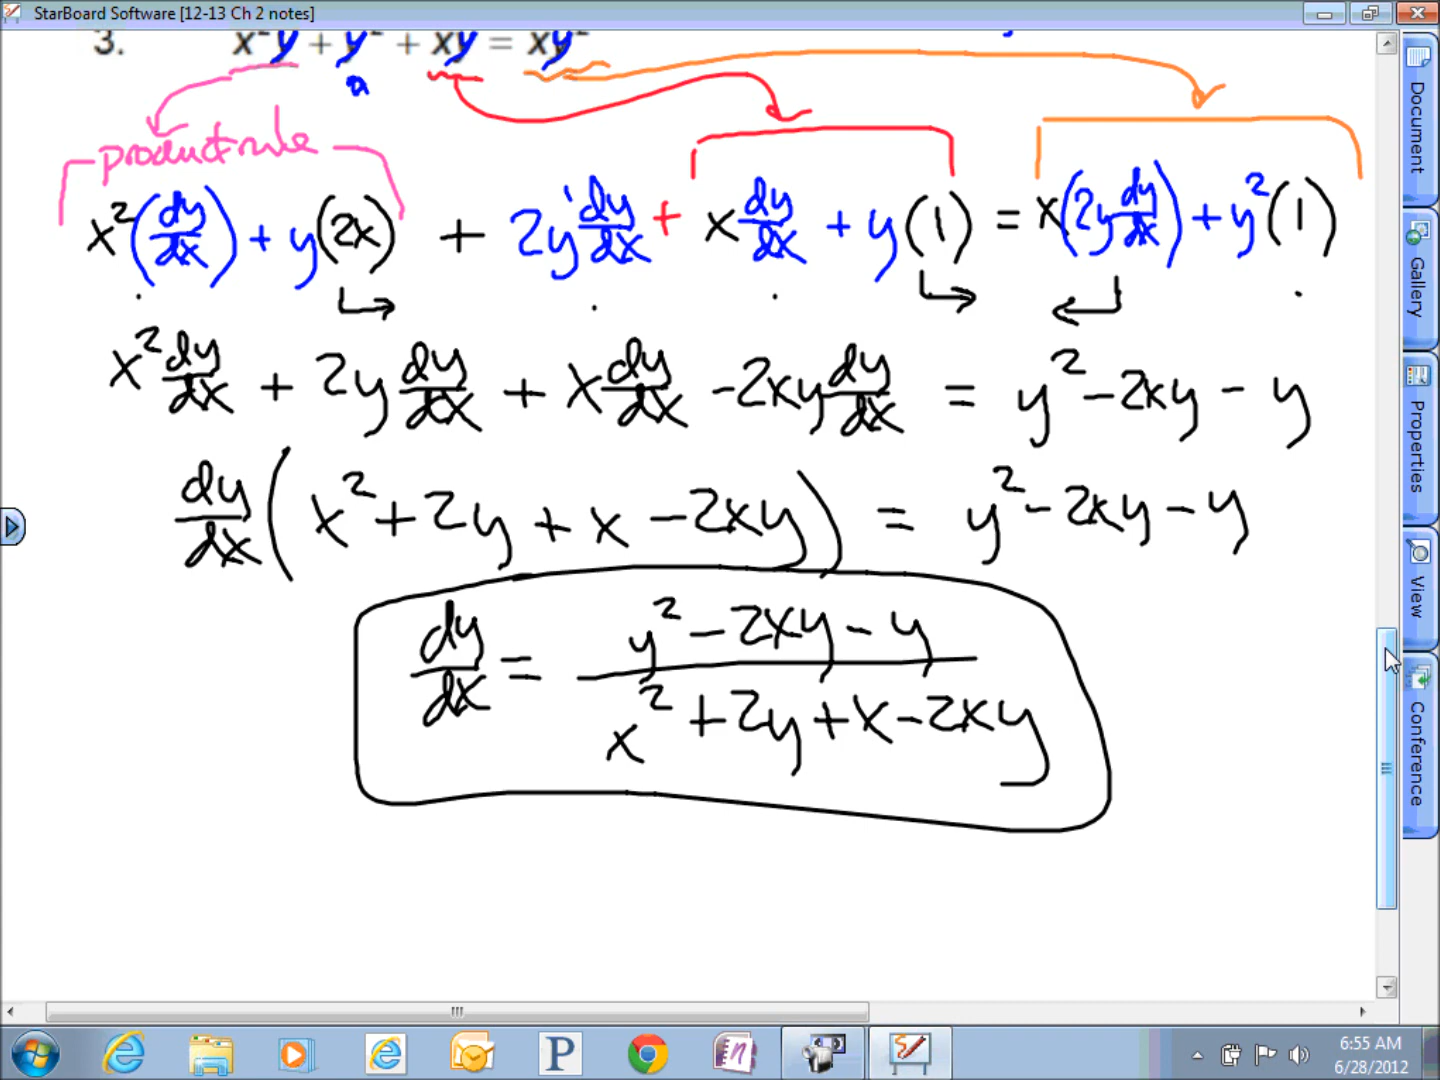 StarBoard Software [12-13 Ch 2 notes]
3. x²y + y² + xy = xy²
product rule
x²(dy/dx) + y(2x) + 2y¹ dy/dx + x dy/dx + y(1) = x(2y dy/dx) + y²(1)
x² dy/dx + 2y dy/dx + x dy/dx - 2xy dy/dx = y² - 2xy - y
dy/dx (x² + 2y + x - 2xy) = y² - 2xy - y
dy/dx = (y² - 2xy - y)/(x² + 2y + x - 2xy)
Document
Gallery
Properties
View
Conference
6:55 AM
6/28/2012